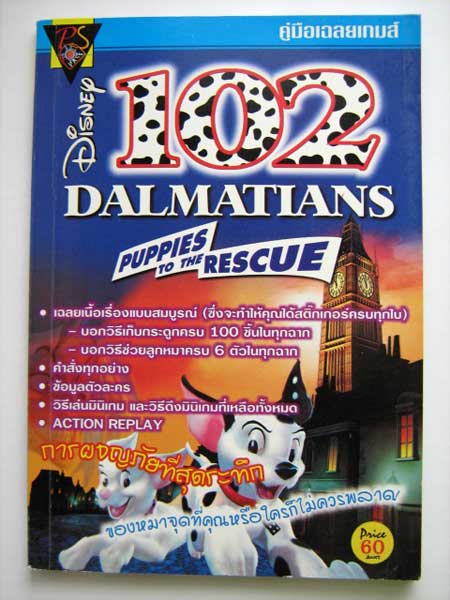 PS
คู่มือเฉลยเกมส์
DISNEY
102
DALMATIANS
PUPPIES
TO THE RESCUE
• เฉลยเนื้อเรื่องแบบสมบูรณ์ (ซึ่งจะทำให้คุณได้สติ๊กเกอร์ครบทุกใบ)
– บอกวิธีเก็บกระดูกครบ 100 ชิ้นในทุกฉาก
– บอกวิธีช่วยลูกหมาครบ 6 ตัวในทุกฉาก
• คำสั่งทุกอย่าง
• ข้อมูลตัวละคร
• วิธีเล่นมินิเกม และวิธีดึงมินิเกมที่เหลือทั้งหมด
• ACTION REPLAY
การผจญภัยที่สุดระทึก
ของหมาจุดที่คุณหรือใครก็ไม่ควรพลาด
Price
60
บาท